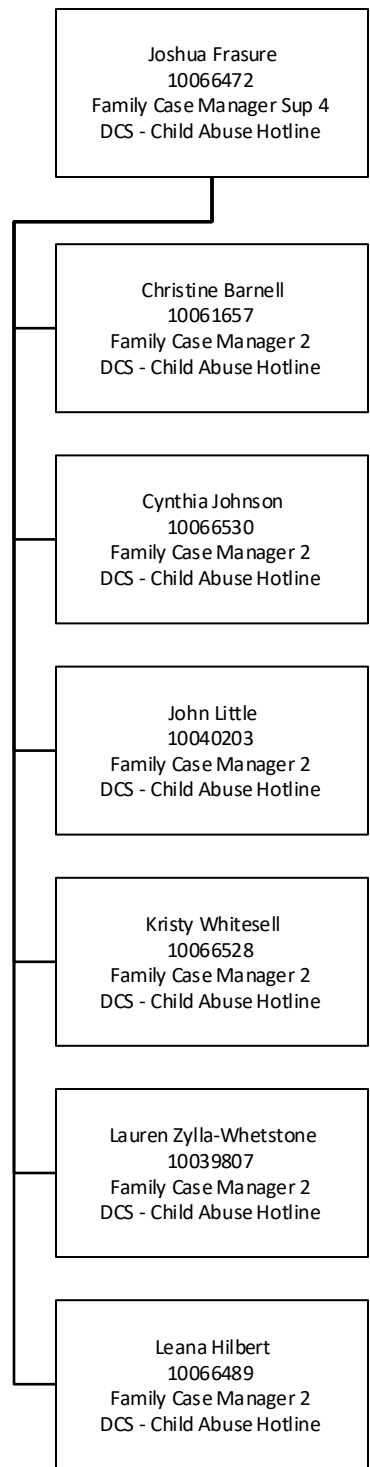 Joshua Frasure
10066472
Family Case Manager Sup 4
DCS - Child Abuse Hotline
Christine Barnell
10061657
Family Case Manager 2
DCS - Child Abuse Hotline
Cynthia Johnson
10066530
Family Case Manager 2
DCS - Child Abuse Hotline
John Little
10040203
Family Case Manager 2
DCS - Child Abuse Hotline
Kristy Whitesell
10066528
Family Case Manager 2
DCS - Child Abuse Hotline
Lauren Zylla-Whetstone
10039807
Family Case Manager 2
DCS - Child Abuse Hotline
Leana Hilbert
10066489
Family Case Manager 2
DCS - Child Abuse Hotline